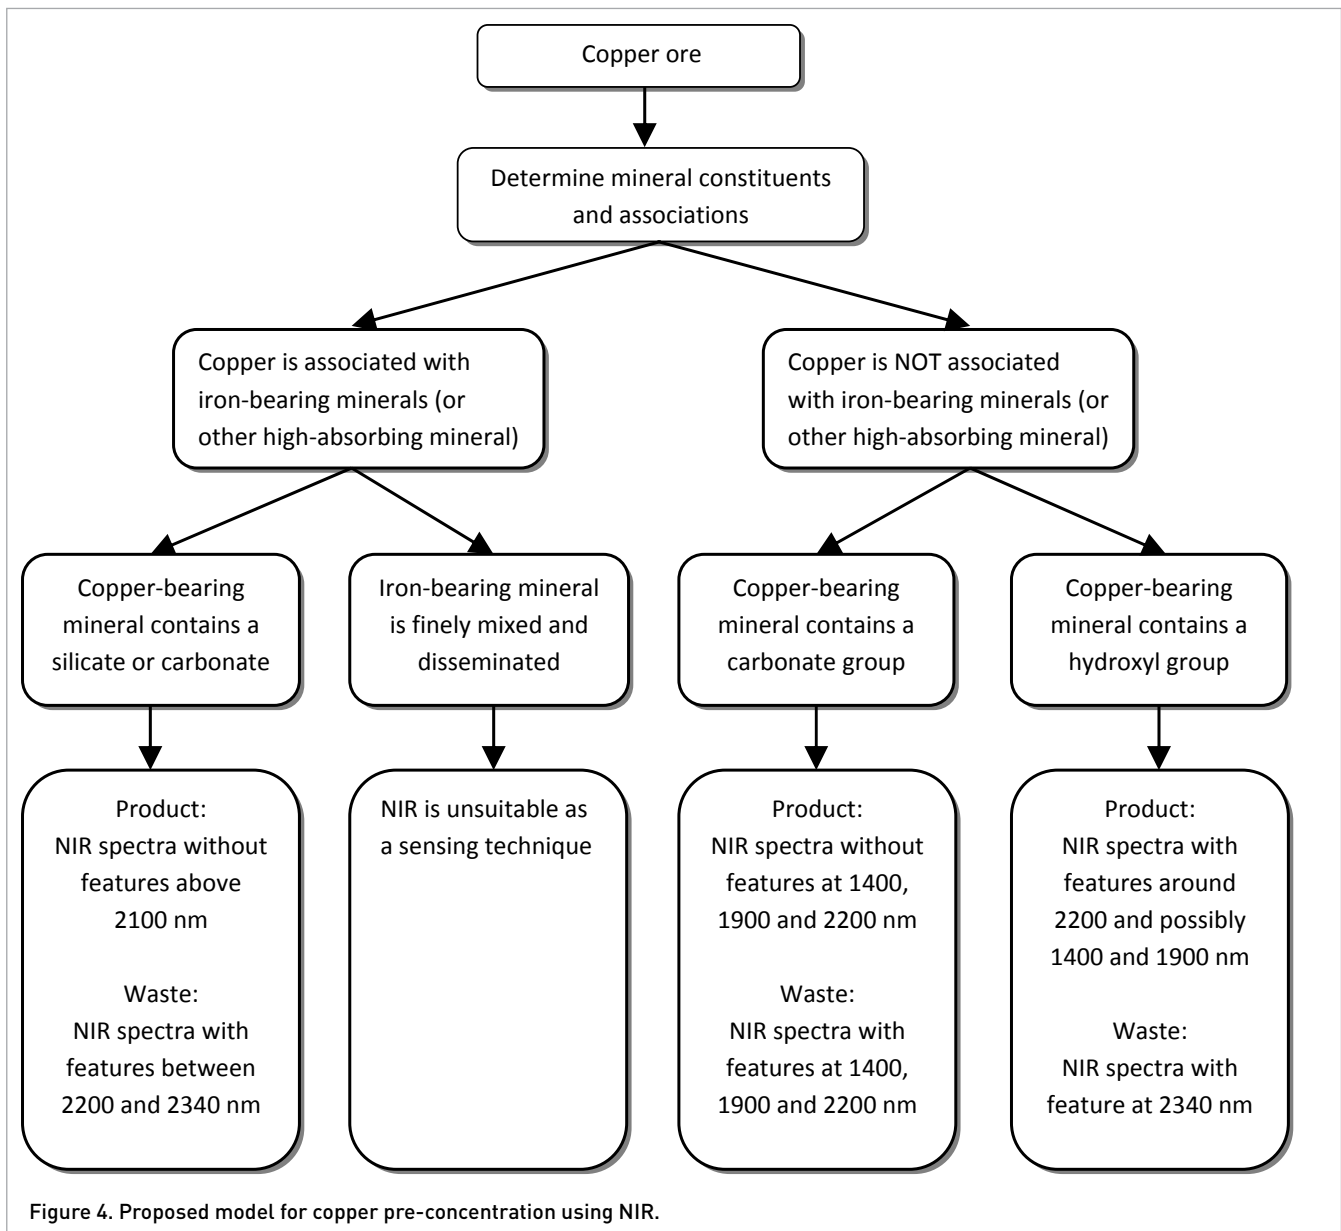 Copper ore
Determine mineral constituents
and associations
Copper is associated with
iron-bearing minerals (or
other high-absorbing mineral)
Copper is NOT associated
with iron-bearing minerals (or
other high-absorbing mineral)
Copper-bearing
mineral contains a
silicate or carbonate
Iron-bearing mineral
is finely mixed and
disseminated
Copper-bearing
mineral contains a
carbonate group
Copper-bearing
mineral contains a
hydroxyl group
Product:
NIR spectra without
features above
2100 nm
Waste:
NIR spectra with
features between
2200 and 2340 nm
NIR is unsuitable as
a sensing technique
Product:
NIR spectra without
features at 1400,
1900 and 2200 nm
Waste:
NIR spectra with
features at 1400,
1900 and 2200 nm
Product:
NIR spectra with
features around
2200 and possibly
1400 and 1900 nm
Waste:
NIR spectra with
feature at 2340 nm
Figure 4. Proposed model for copper pre-concentration using NIR.